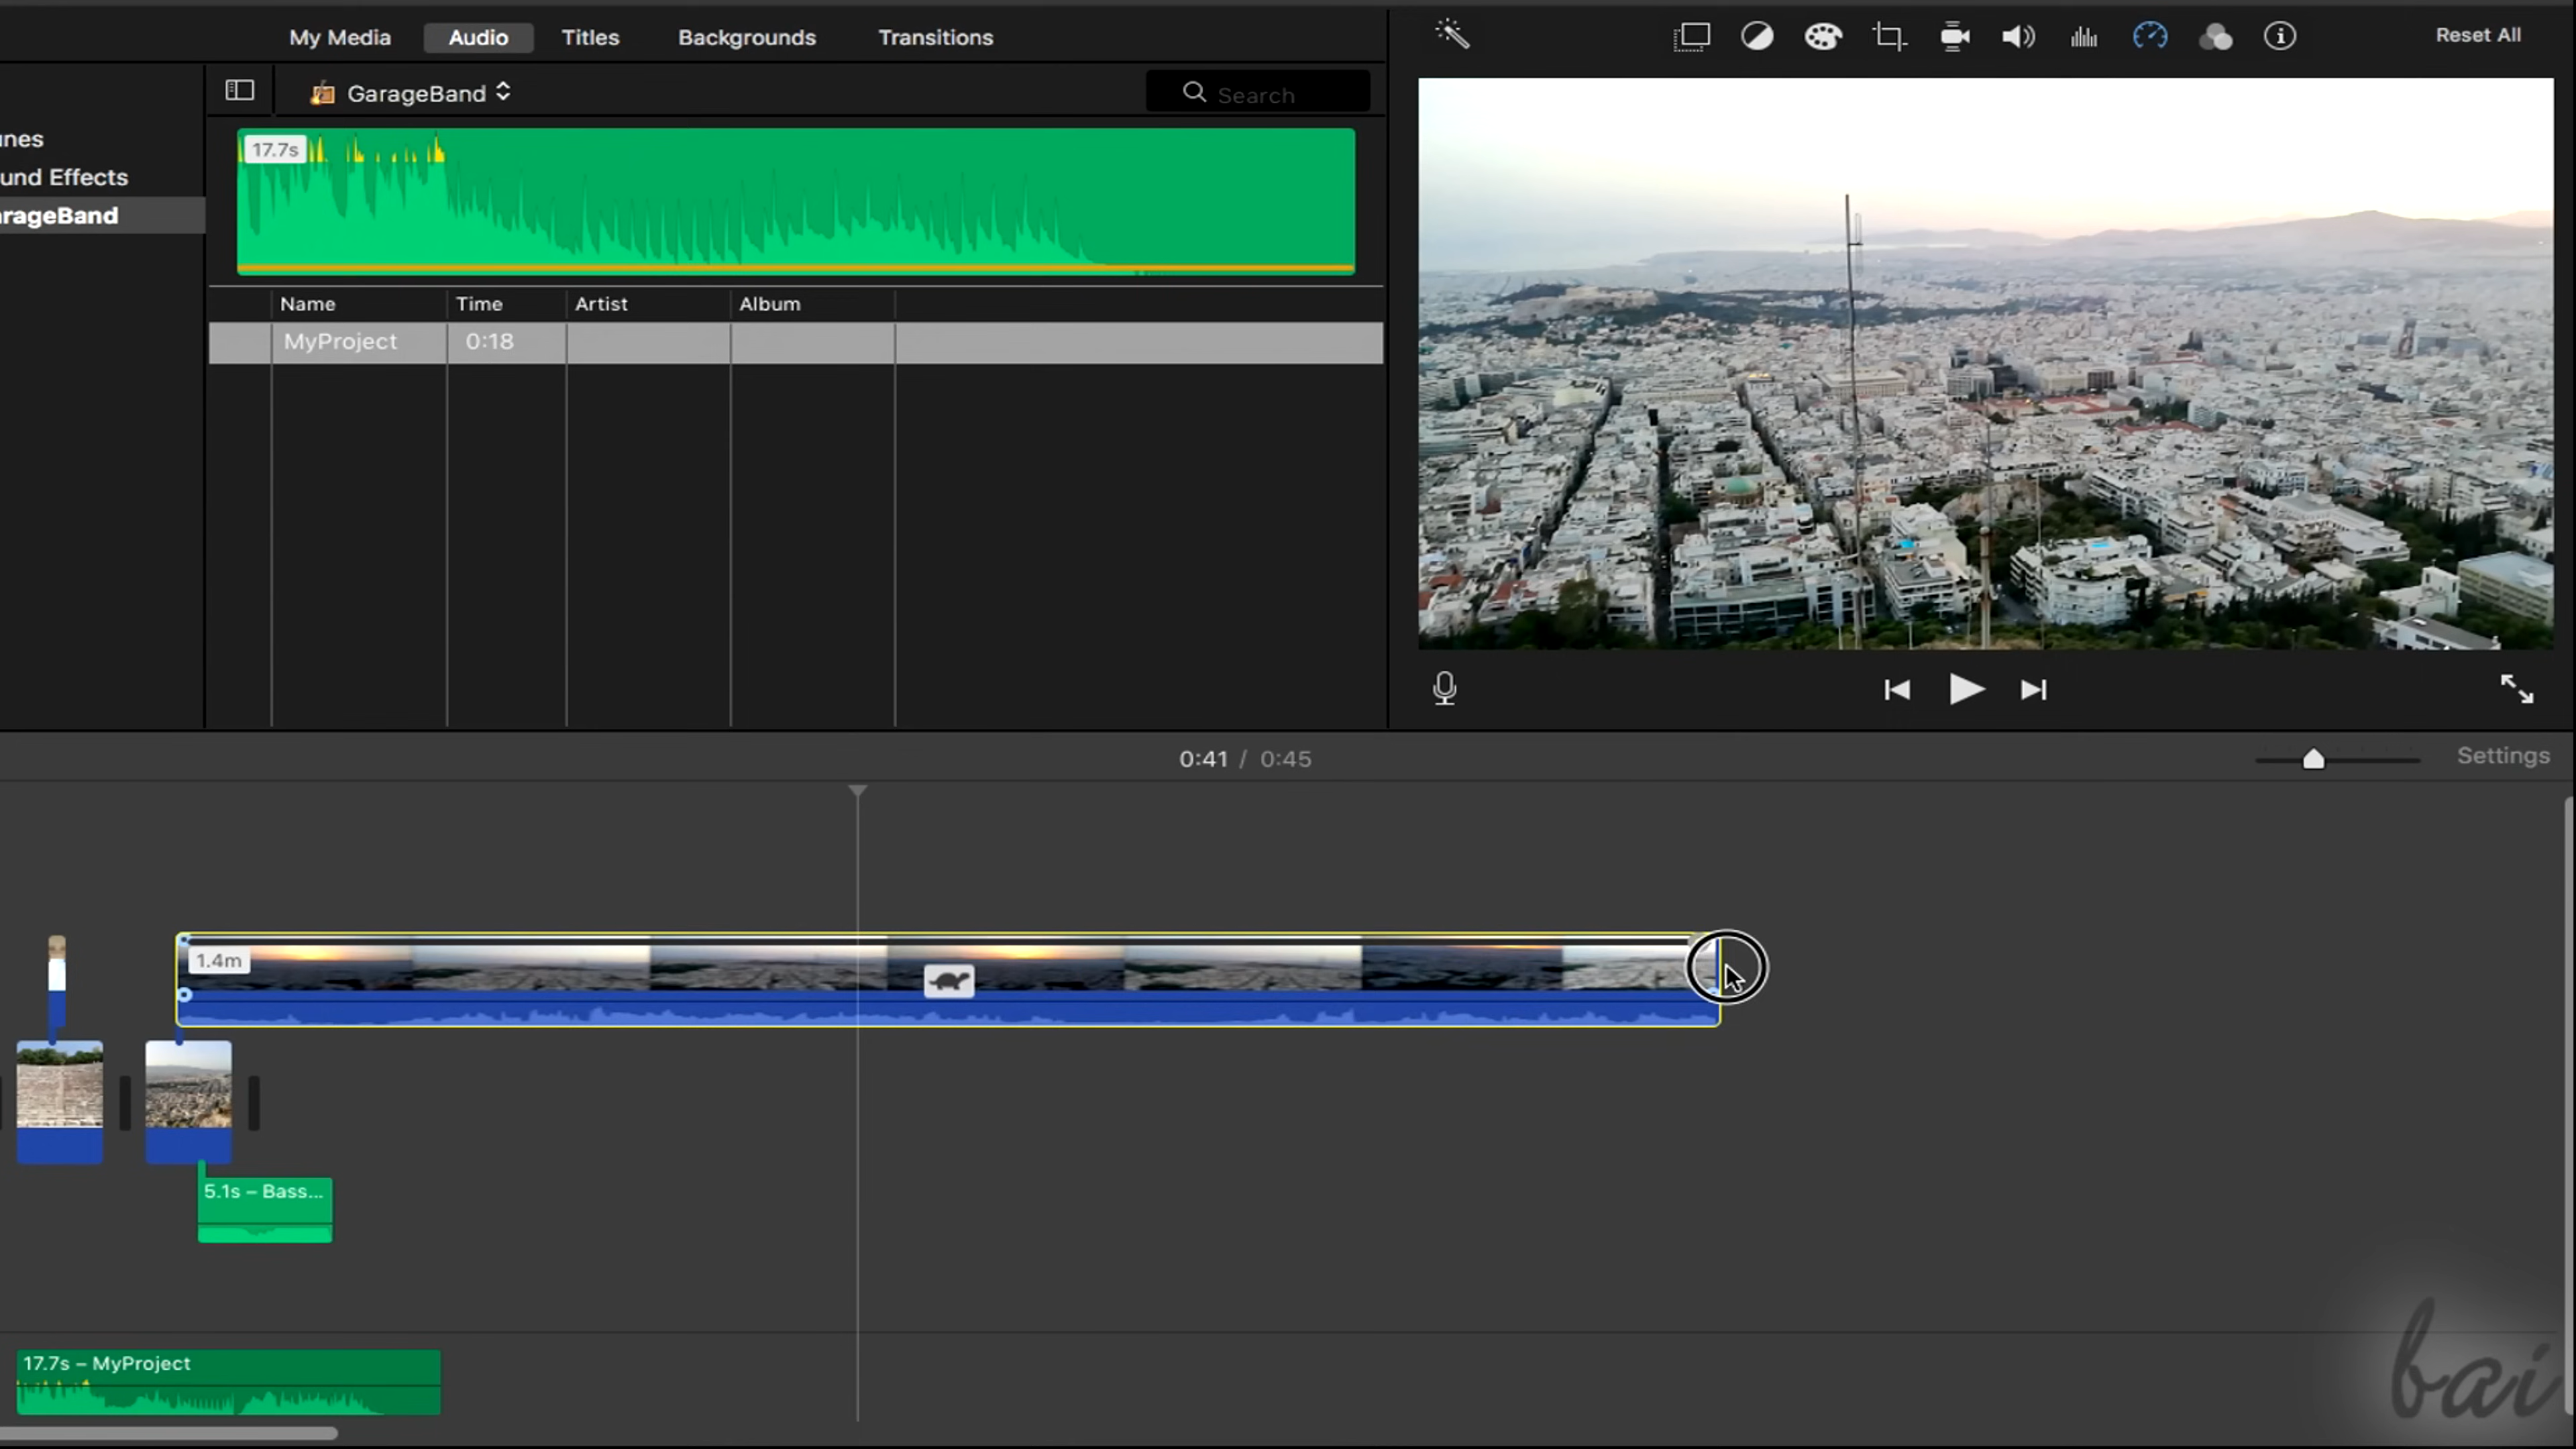 My Media Audio Titles Backgrounds Transitions
Reset All
GarageBand
Search
unes
und Effects
arageBand
17.7s
Name Time Artist Album
MyProject 0:18
0:41 / 0:45
Settings
1.4m
5.1s – Bass...
17.7s – MyProject
bai